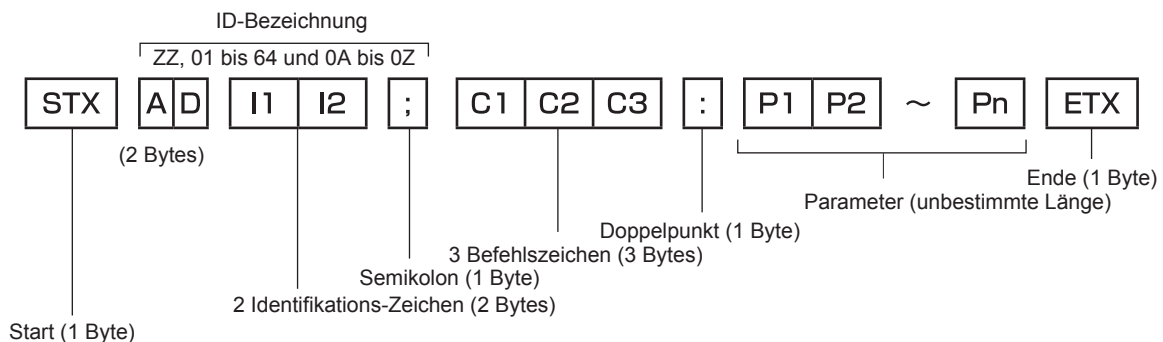 ID-Bezeichnung
ZZ, 01 bis 64 und 0A bis 0Z
STX A D I1 I2 ; C1 C2 C3 : P1 P2 ～ Pn ETX
(2 Bytes)
Ende (1 Byte)
Parameter (unbestimmte Länge)
Doppelpunkt (1 Byte)
3 Befehlszeichen (3 Bytes)
Semikolon (1 Byte)
2 Identifikations-Zeichen (2 Bytes)
Start (1 Byte)